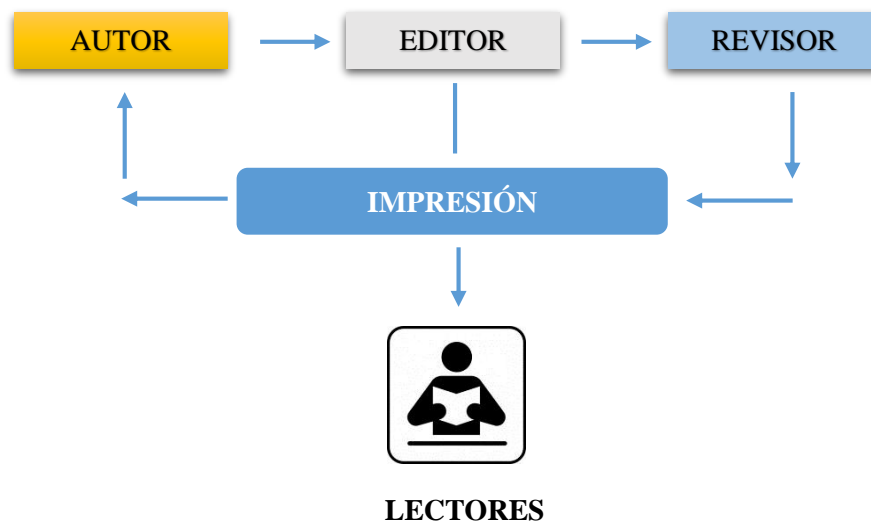 AUTOR
EDITOR
REVISOR
IMPRESIÓN
LECTORES